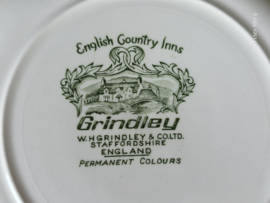 English Country Inns
Grindley
W.H GRINDLEY & CO.LTD.
STAFFORDSHIRE
ENGLAND
PERMANENT COLOURS